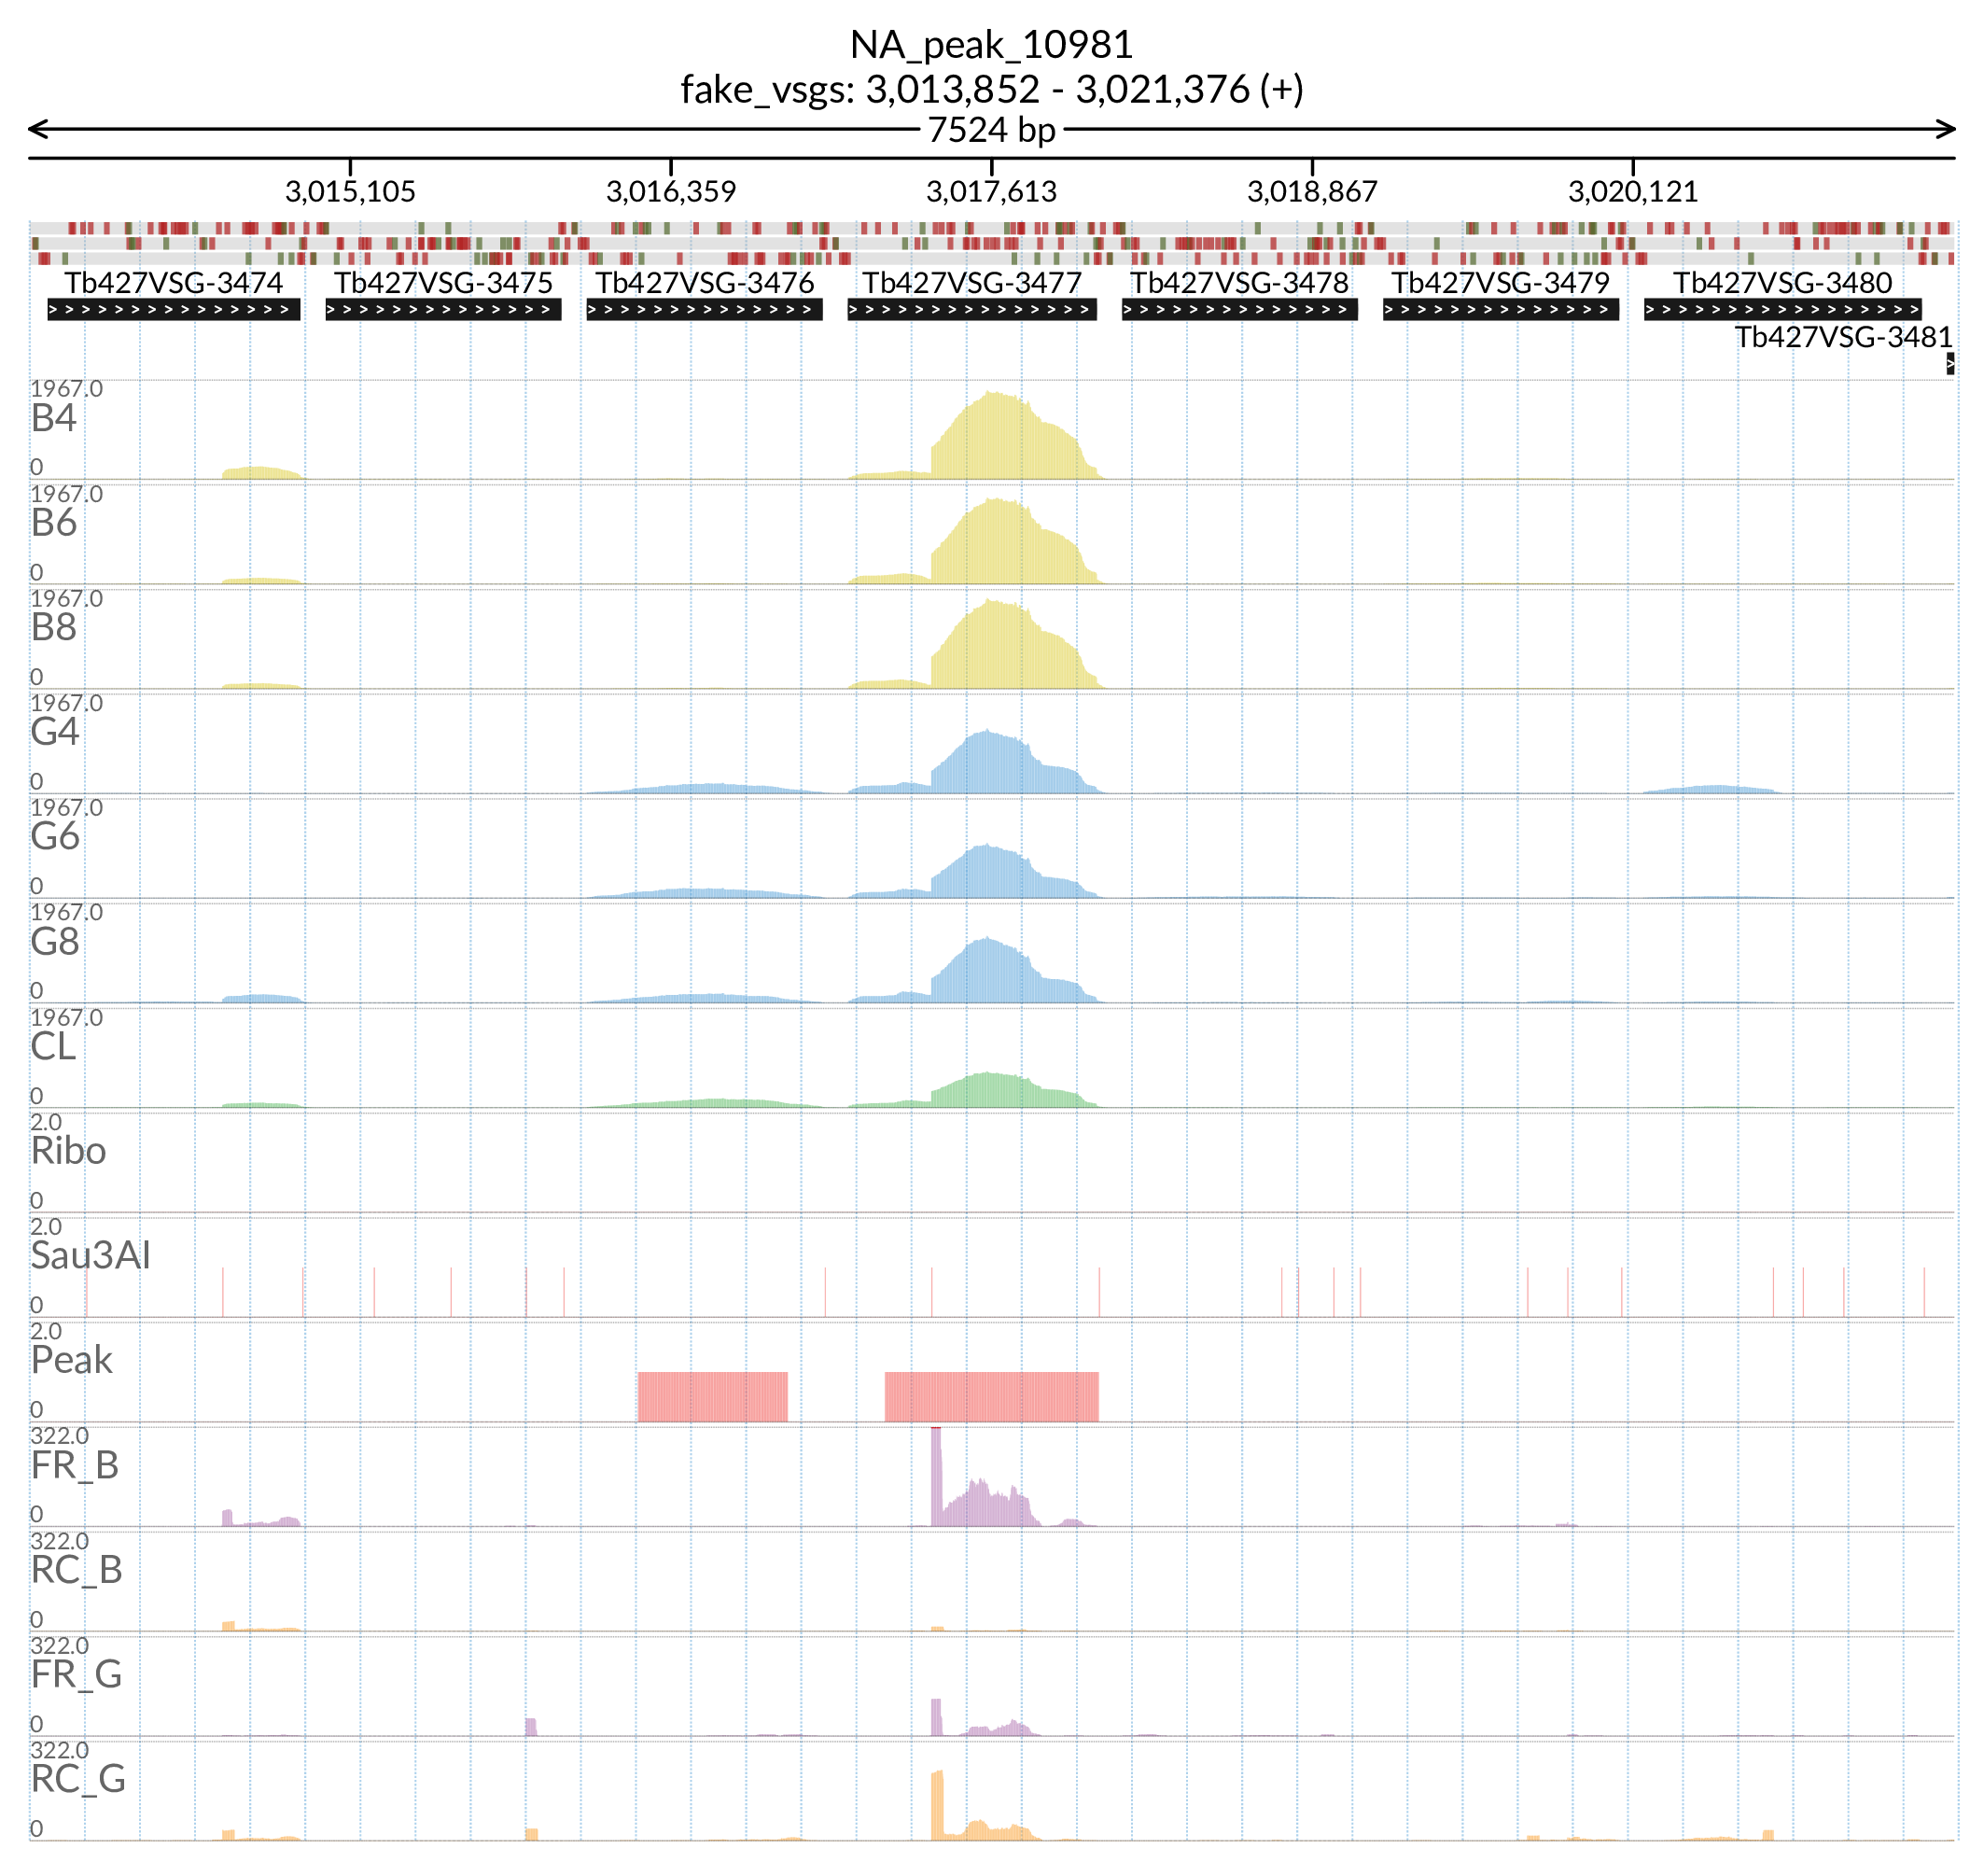 NA_peak_10981
fake_vsgs: 3,013,852 - 3,021,376 (+)
7524 bp
3,015,105 3,016,359 3,017,613 3,018,867 3,020,121
Tb427VSG-3474 Tb427VSG-3475 Tb427VSG-3476 Tb427VSG-3477 Tb427VSG-3478 Tb427VSG-3479 Tb427VSG-3480
Tb427VSG-3481
1967.0
B4
0
1967.0
B6
0
1967.0
B8
0
1967.0
G4
0
1967.0
G6
0
1967.0
G8
0
1967.0
CL
0
2.0
Ribo
0
2.0
Sau3AI
0
2.0
Peak
0
322.0
FR_B
0
322.0
RC_B
0
322.0
FR_G
0
322.0
RC_G
0